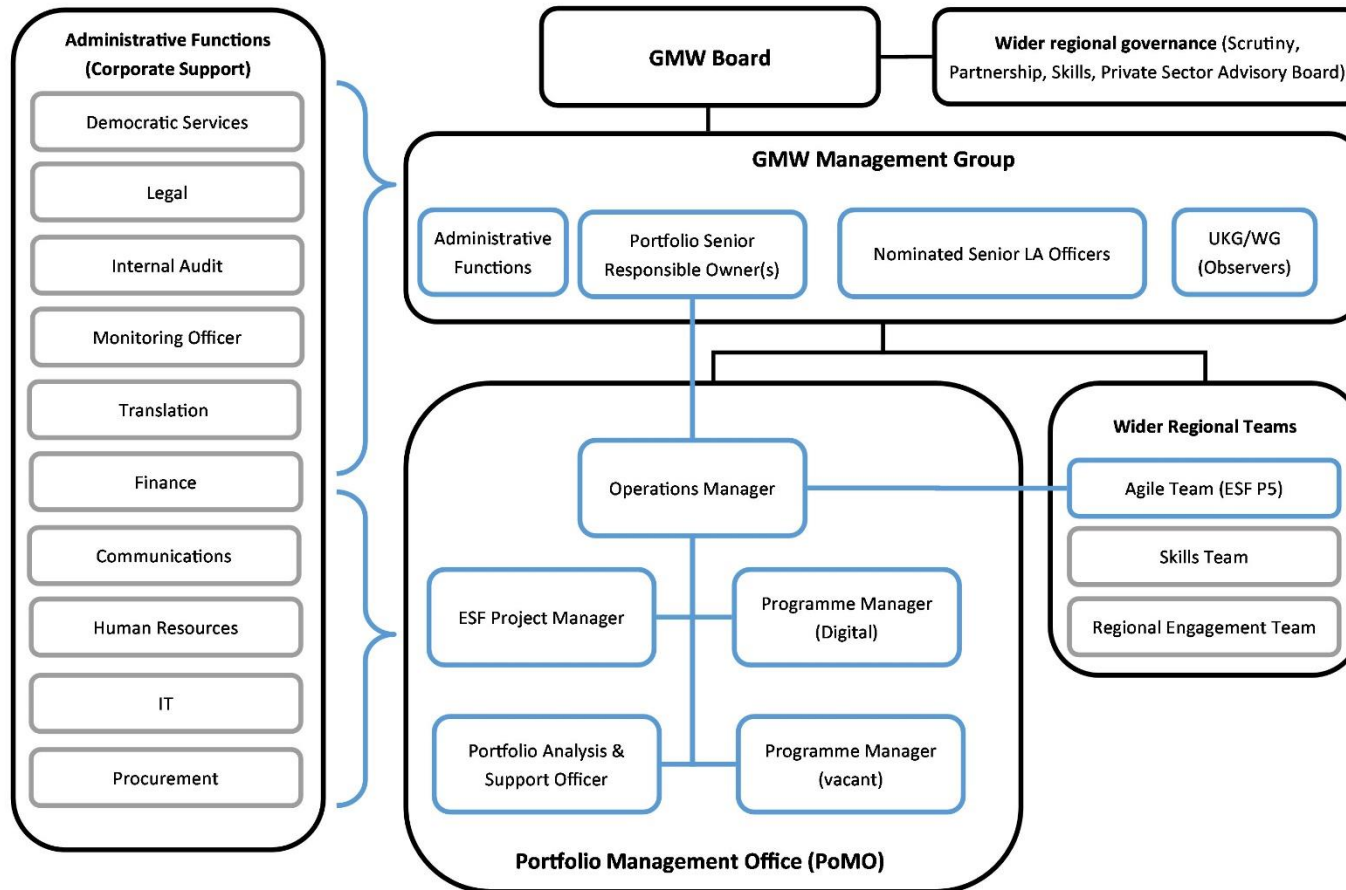 Administrative Functions
(Corporate Support)
Democratic Services
Legal
Internal Audit
Monitoring Officer
Translation
Finance
Communications
Human Resources
IT
Procurement
GMW Board
Wider regional governance (Scrutiny,
Partnership, Skills, Private Sector Advisory Board)
GMW Management Group
Administrative
Functions
Portfolio Senior
Responsible Owner(s)
Nominated Senior LA Officers
UKG/WG
(Observers)
Operations Manager
ESF Project Manager
Programme Manager
(Digital)
Portfolio Analysis &
Support Officer
Programme Manager
(vacant)
Portfolio Management Office (PoMO)
Wider Regional Teams
Agile Team (ESF P5)
Skills Team
Regional Engagement Team